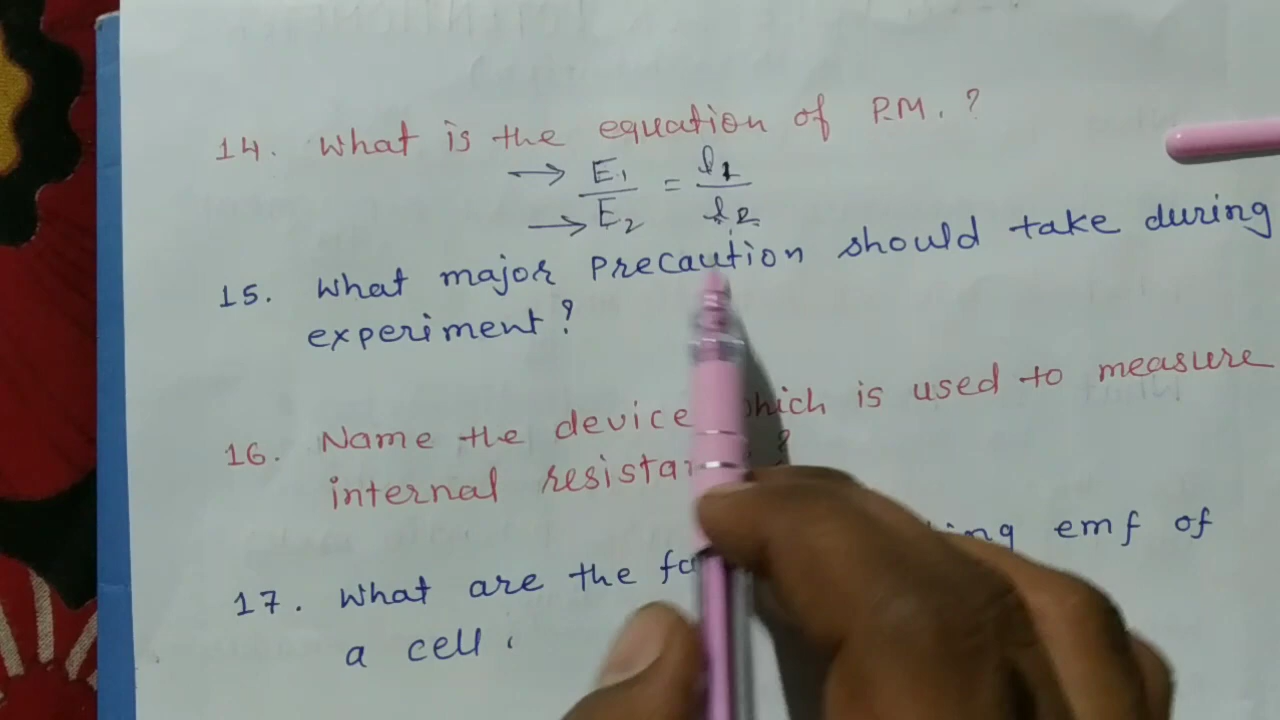 14. What is the equation of P.M. ?
→ E1 = l1
→ E2 l2
15. What major precaution should take during
experiment?
16. Name the device which is used to measure
internal ?
17. What are the emf of
a cell.